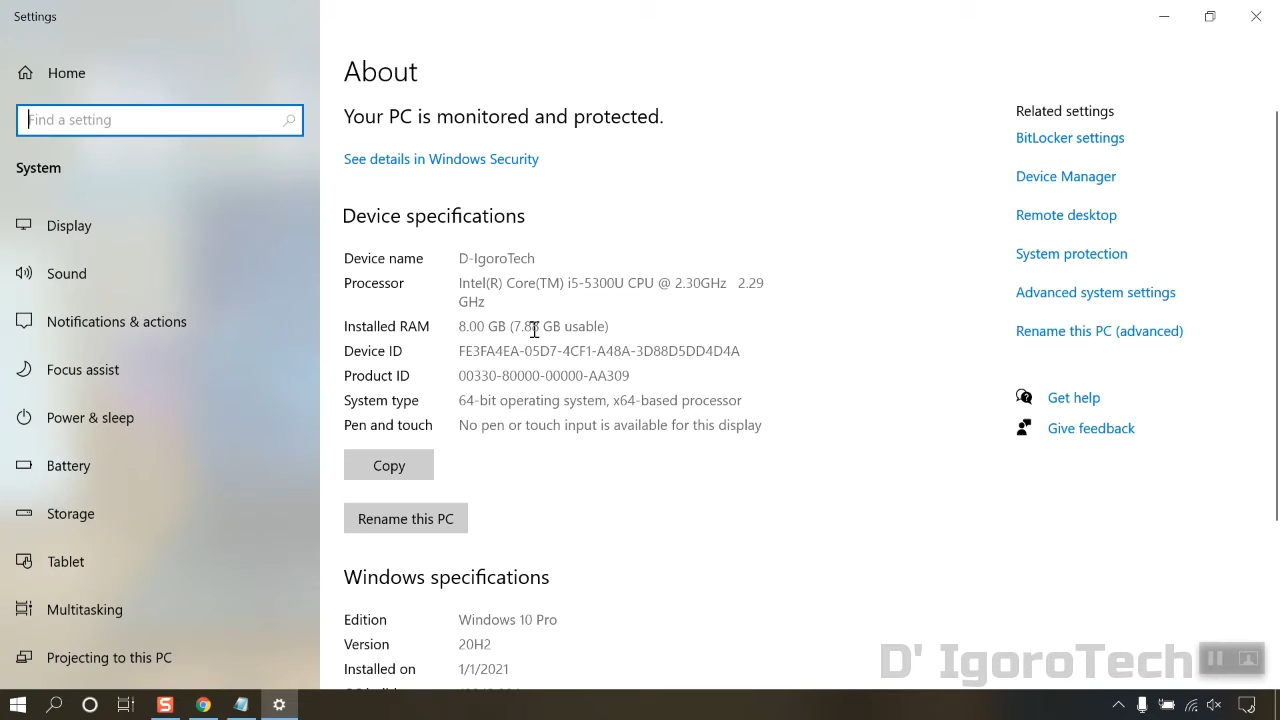 Settings
Home
Find a setting
System
Display
Sound
Notifications & actions
Focus assist
Power & sleep
Battery
Storage
Tablet
Multitasking
Projecting to this PC
About
Your PC is monitored and protected.
See details in Windows Security
Device specifications
Device name D-IgoroTech
Processor Intel(R) Core(TM) i5-5300U CPU @ 2.30GHz 2.29
GHz
Installed RAM 8.00 GB usable)
Device ID FE3FA4EA-05D7-4CF1-A48A-3D88D5DD4D4A
Product ID 00330-80000-00000-AA309
System type 64-bit operating system, x64-based processor
Pen and touch No pen or touch input is available for this display
Copy
Rename this PC
Windows specifications
Edition Windows 10 Pro
Version 20H2
Installed on 1/1/2021
Related settings
BitLocker settings
Device Manager
Remote desktop
System protection
Advanced system settings
Rename this PC (advanced)
Get help
Give feedback
D' IgoroTech